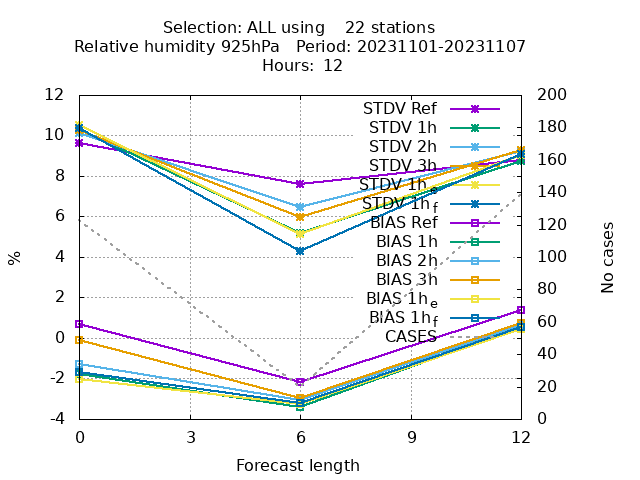 Selection: ALL using    22 stations
Relative humidity 925hPa   Period: 20231101-20231107
Hours: 12
12
10
8
6
4
2
0
-2
-4
%
200
180
160
140
120
100
80
60
40
20
0
No cases
STDV Ref
STDV 1h
STDV 2h
STDV 3h
STDV 1he
STDV 1hf
BIAS Ref
BIAS 1h
BIAS 2h
BIAS 3h
BIAS 1he
BIAS 1hf
CASES
0 3 6 9 12
Forecast length